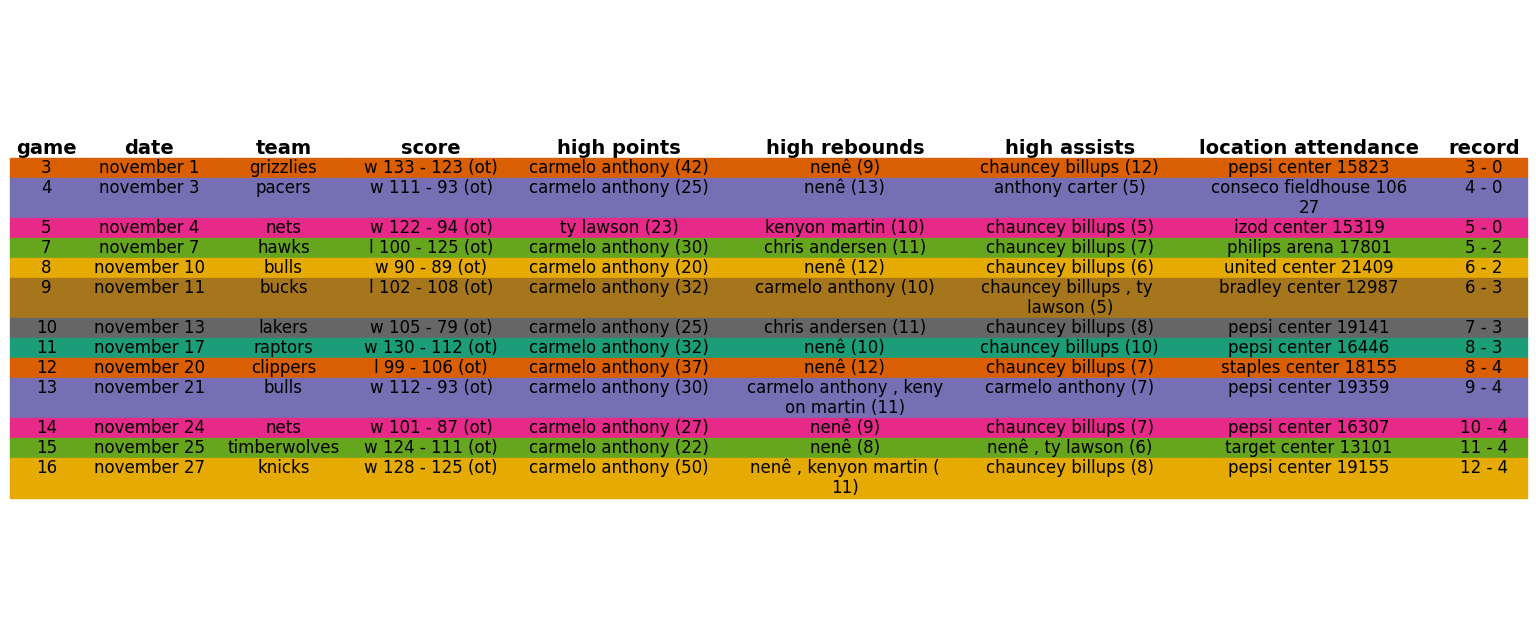 game date team score high points high rebounds high assists location attendance record
3 november 1 grizzlies w 133 - 123 (ot) carmelo anthony (42) nenê (9) chauncey billups (12) pepsi center 15823 3 - 0
4 november 3 pacers w 111 - 93 (ot) carmelo anthony (25) nenê (13) anthony carter (5) conseco fieldhouse 106 4 - 0
27
5 november 4 nets w 122 - 94 (ot) ty lawson (23) kenyon martin (10) chauncey billups (5) izod center 15319 5 - 0
7 november 7 hawks l 100 - 125 (ot) carmelo anthony (30) chris andersen (11) chauncey billups (7) philips arena 17801 5 - 2
8 november 10 bulls w 90 - 89 (ot) carmelo anthony (20) nenê (12) chauncey billups (6) united center 21409 6 - 2
9 november 11 bucks l 102 - 108 (ot) carmelo anthony (32) carmelo anthony (10) chauncey billups , ty bradley center 12987 6 - 3
lawson (5)
10 november 13 lakers w 105 - 79 (ot) carmelo anthony (25) chris andersen (11) chauncey billups (8) pepsi center 19141 7 - 3
11 november 17 raptors w 130 - 112 (ot) carmelo anthony (32) nenê (10) chauncey billups (10) pepsi center 16446 8 - 3
12 november 20 clippers l 99 - 106 (ot) carmelo anthony (37) nenê (12) chauncey billups (7) staples center 18155 8 - 4
13 november 21 bulls w 112 - 93 (ot) carmelo anthony (30) carmelo anthony , keny carmelo anthony (7) pepsi center 19359 9 - 4
on martin (11)
14 november 24 nets w 101 - 87 (ot) carmelo anthony (27) nenê (9) chauncey billups (7) pepsi center 16307 10 - 4
15 november 25 timberwolves w 124 - 111 (ot) carmelo anthony (22) nenê (8) nenê , ty lawson (6) target center 13101 11 - 4
16 november 27 knicks w 128 - 125 (ot) carmelo anthony (50) nenê , kenyon martin ( chauncey billups (8) pepsi center 19155 12 - 4
11)